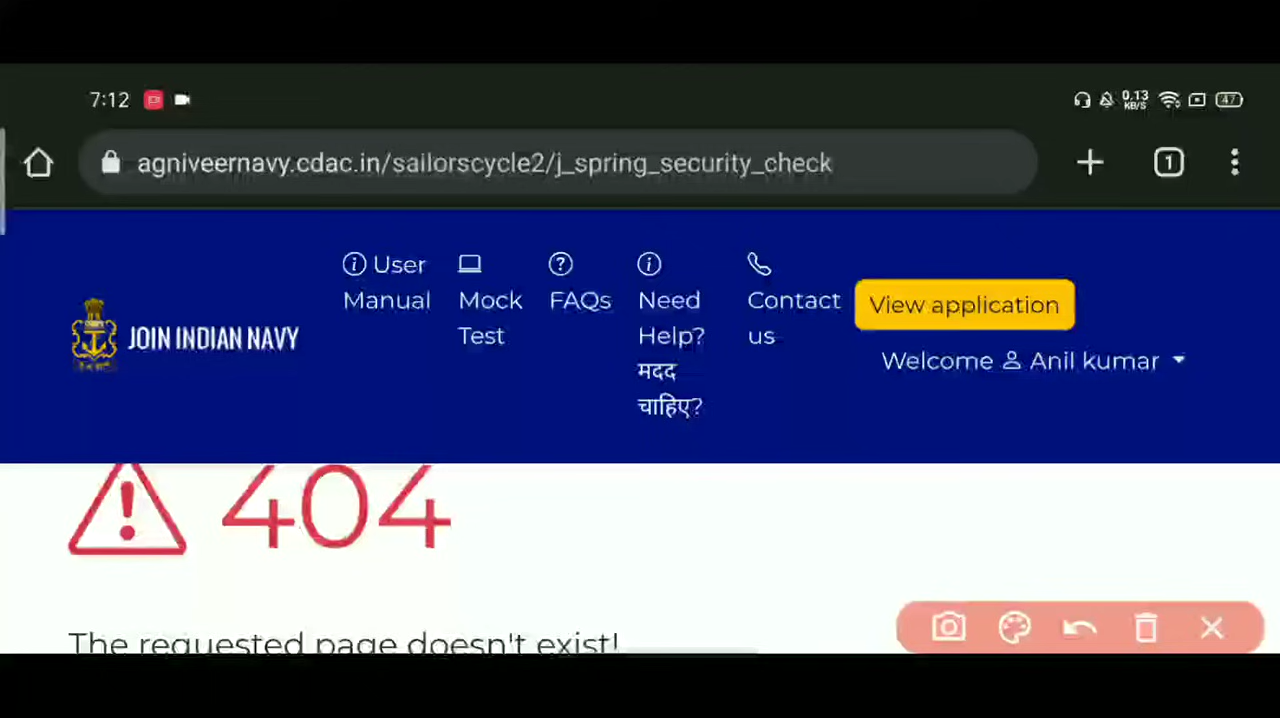 7:12
0.13
KB/S
47
agniveernavy.cdac.in/sailorscycle2/j_spring_security_check
1
JOIN INDIAN NAVY
User
Manual
Mock
Test
FAQs
Need
Help?
मदद
चाहिए?
Contact
us
View application
Welcome Anil kumar
404
The requested page doesn't exist!